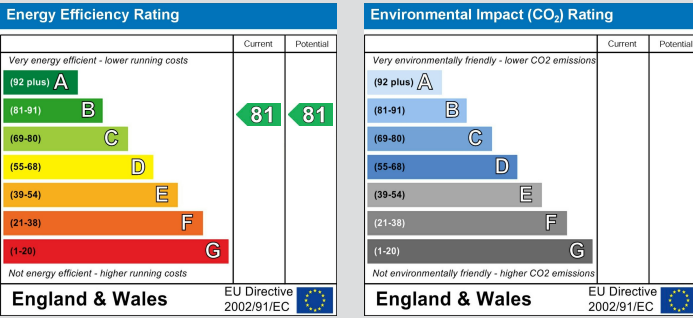 Energy Efficiency Rating
Current Potential
Very energy efficient - lower running costs
(92 plus) A
(81-91) B
(69-80) C
(55-68) D
(39-54) E
(21-38) F
(1-20) G
81 81
Not energy efficient - higher running costs
England & Wales
EU Directive
2002/91/EC
Environmental Impact (CO₂) Rating
Current Potential
Very environmentally friendly - lower CO2 emissions
(92 plus) A
(81-91) B
(69-80) C
(55-68) D
(39-54) E
(21-38) F
(1-20) G
Not environmentally friendly - higher CO2 emissions
England & Wales
EU Directive
2002/91/EC